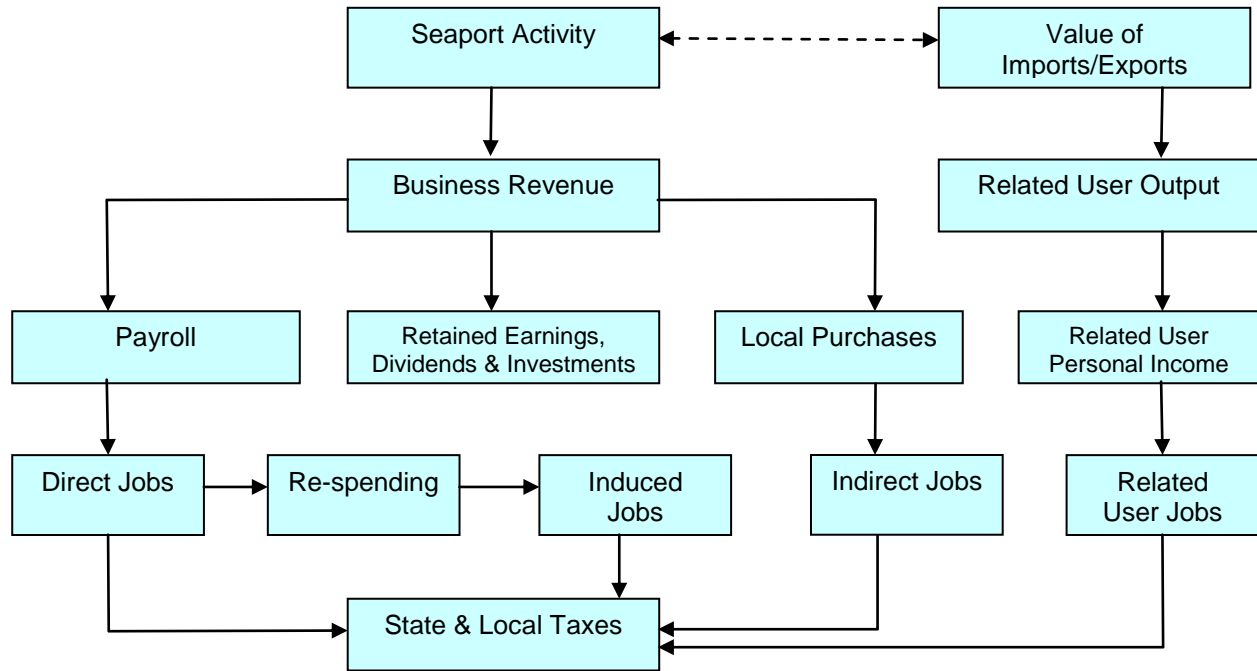 Seaport Activity
Value of
Imports/Exports
Business Revenue
Related User Output
Payroll
Retained Earnings,
Dividends & Investments
Local Purchases
Related User
Personal Income
Direct Jobs
Re-spending
Induced
Jobs
Indirect Jobs
Related
User Jobs
State & Local Taxes